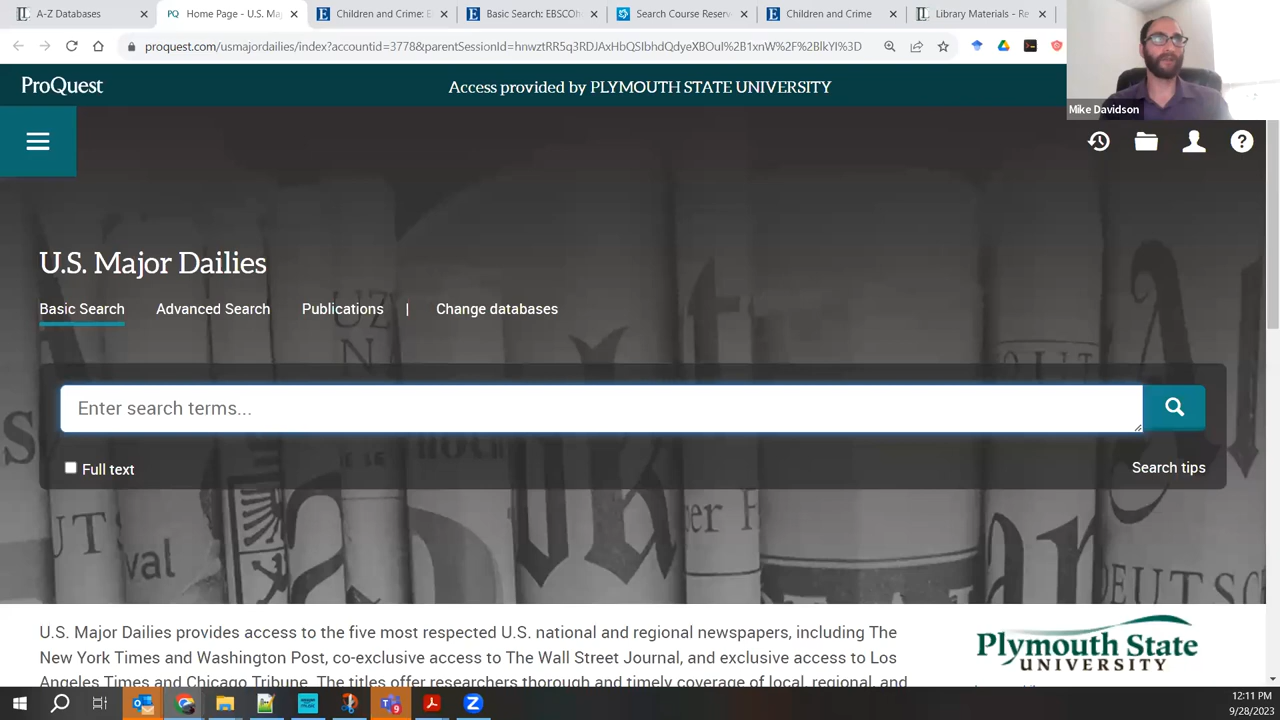 A-Z Databases
Home Page - U.S. Maj
Children and Crime: E
Basic Search: EBSCOh
Search Course Reserv
Children and Crime
Library Materials - Re
proquest.com/usmajordailies/index?accountid=3778&parentSessionId=hnwztRR5q3RDJAxHbQSIbhdQdyeXBOuI%2B1xnW%2F%2BlkYI%3D
Mike Davidson
ProQuest
Access provided by PLYMOUTH STATE UNIVERSITY
U.S. Major Dailies
Basic Search
Advanced Search
Publications |
Change databases
Enter search terms...
Full text
Search tips
U.S. Major Dailies provides access to the five most respected U.S. national and regional newspapers, including The
New York Times and Washington Post, co-exclusive access to The Wall Street Journal, and exclusive access to Los
Angeles Times and Chicago Tribune. The titles offer researchers thorough and timely coverage of local, regional, and
Plymouth State
UNIVERSITY
12:11 PM
9/28/2023